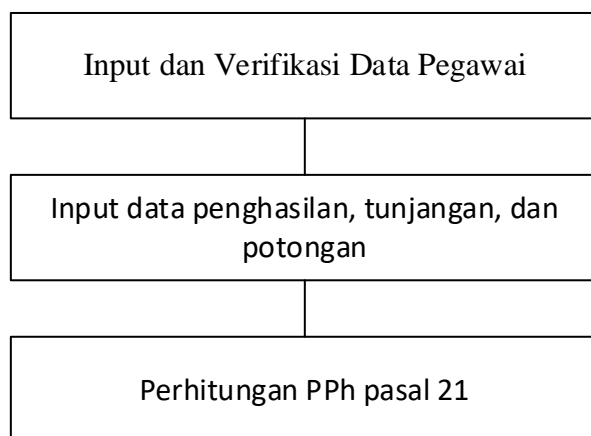 Input dan Verifikasi Data Pegawai
Input data penghasilan, tunjangan, dan
potongan
Perhitungan PPh pasal 21